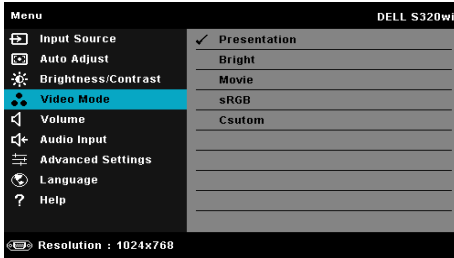 Menu DELL S320wi
Input Source
Auto Adjust
Brightness/Contrast
Video Mode
Volume
Audio Input
Advanced Settings
Language
? Help
✓ Presentation
Bright
Movie
sRGB
Csutom
Resolution : 1024x768